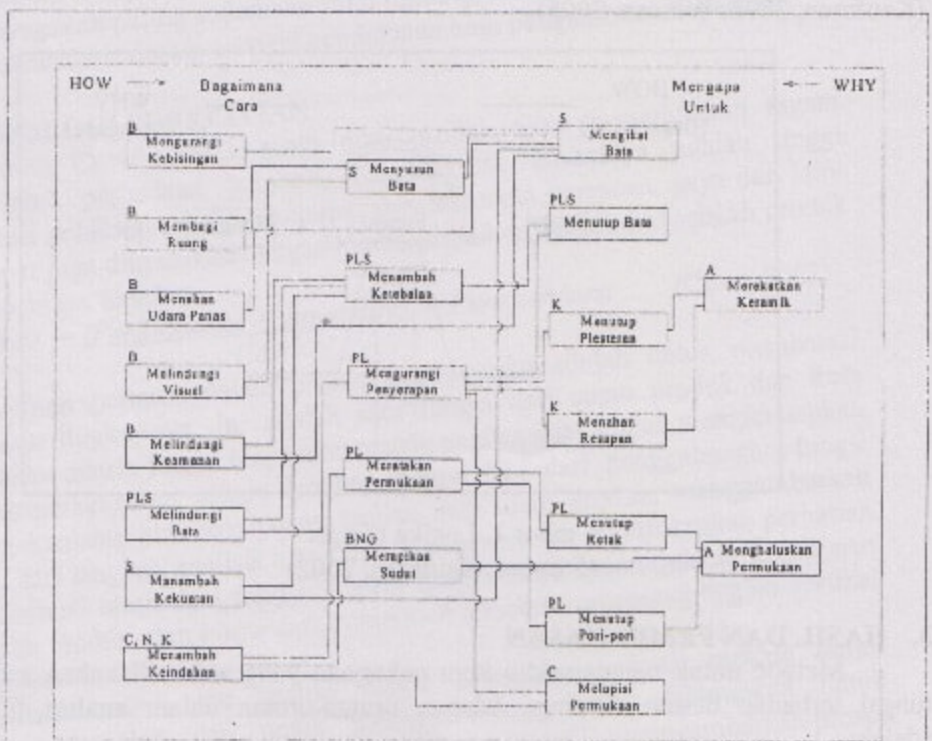 HOW
Bagaimana
Cara
Mengapa
Untuk
WHY
B
Mengurangi
Kebisingan
B
Membagi
Ruang
B
Menahan
Udara Panas
B
Melindungi
Visuel
B
Melindungi
Keamanan
PLS
Melindungi
Bata
S
Menambah
Kekuatan
C, N, K
Menambah
Keindahan
S
Menyusun
Bata
PLS
Menambah
Ketebalan
PL
Mengurangi
Penyerapan
PL
Meratakan
Permukaan
BNG
Merapikan
Sudut
S
Mengikat
Bata
PLS
Menutup Bata
K
Menutup
Plesteran
K
Menahan
Resapan
PL
Menutup
Retak
PL
Menutup
Pori-pori
C
Melapisi
Permukaan
A
Merekatkan
Keramik
A
Menghaluskan
Permukaan